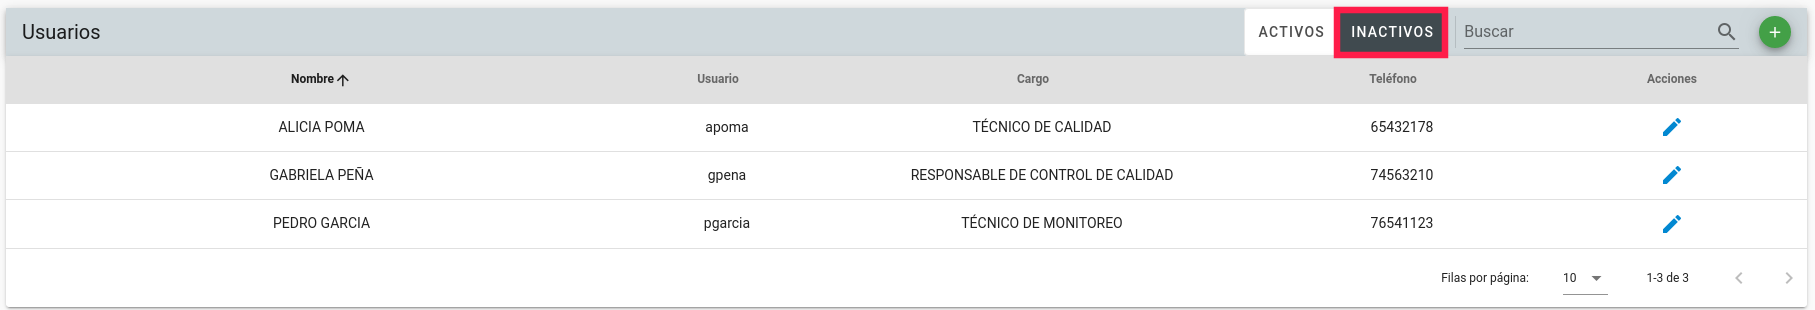 Usuarios ACTIVOS INACTIVOS Buscar +
Nombre Usuario Cargo Teléfono Acciones
ALICIA POMA apoma TÉCNICO DE CALIDAD 65432178
GABRIELA PEÑA gpena RESPONSABLE DE CONTROL DE CALIDAD 74563210
PEDRO GARCIA pgarcia TÉCNICO DE MONITOREO 76541123
Filas por página: 10 1-3 de 3